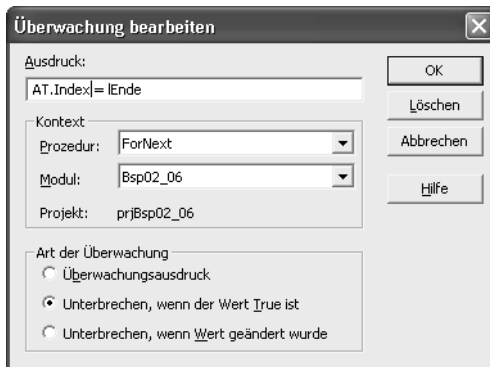 Überwachung bearbeiten
Ausdruck:
AT.Index = lEnde
OK
Löschen
Abbrechen
Hilfe
Kontext
Prozedur: ForNext
Modul: Bsp02_06
Projekt: prjBsp02_06
Art der Überwachung
Überwachungsausdruck
Unterbrechen, wenn der Wert True ist
Unterbrechen, wenn Wert geändert wurde